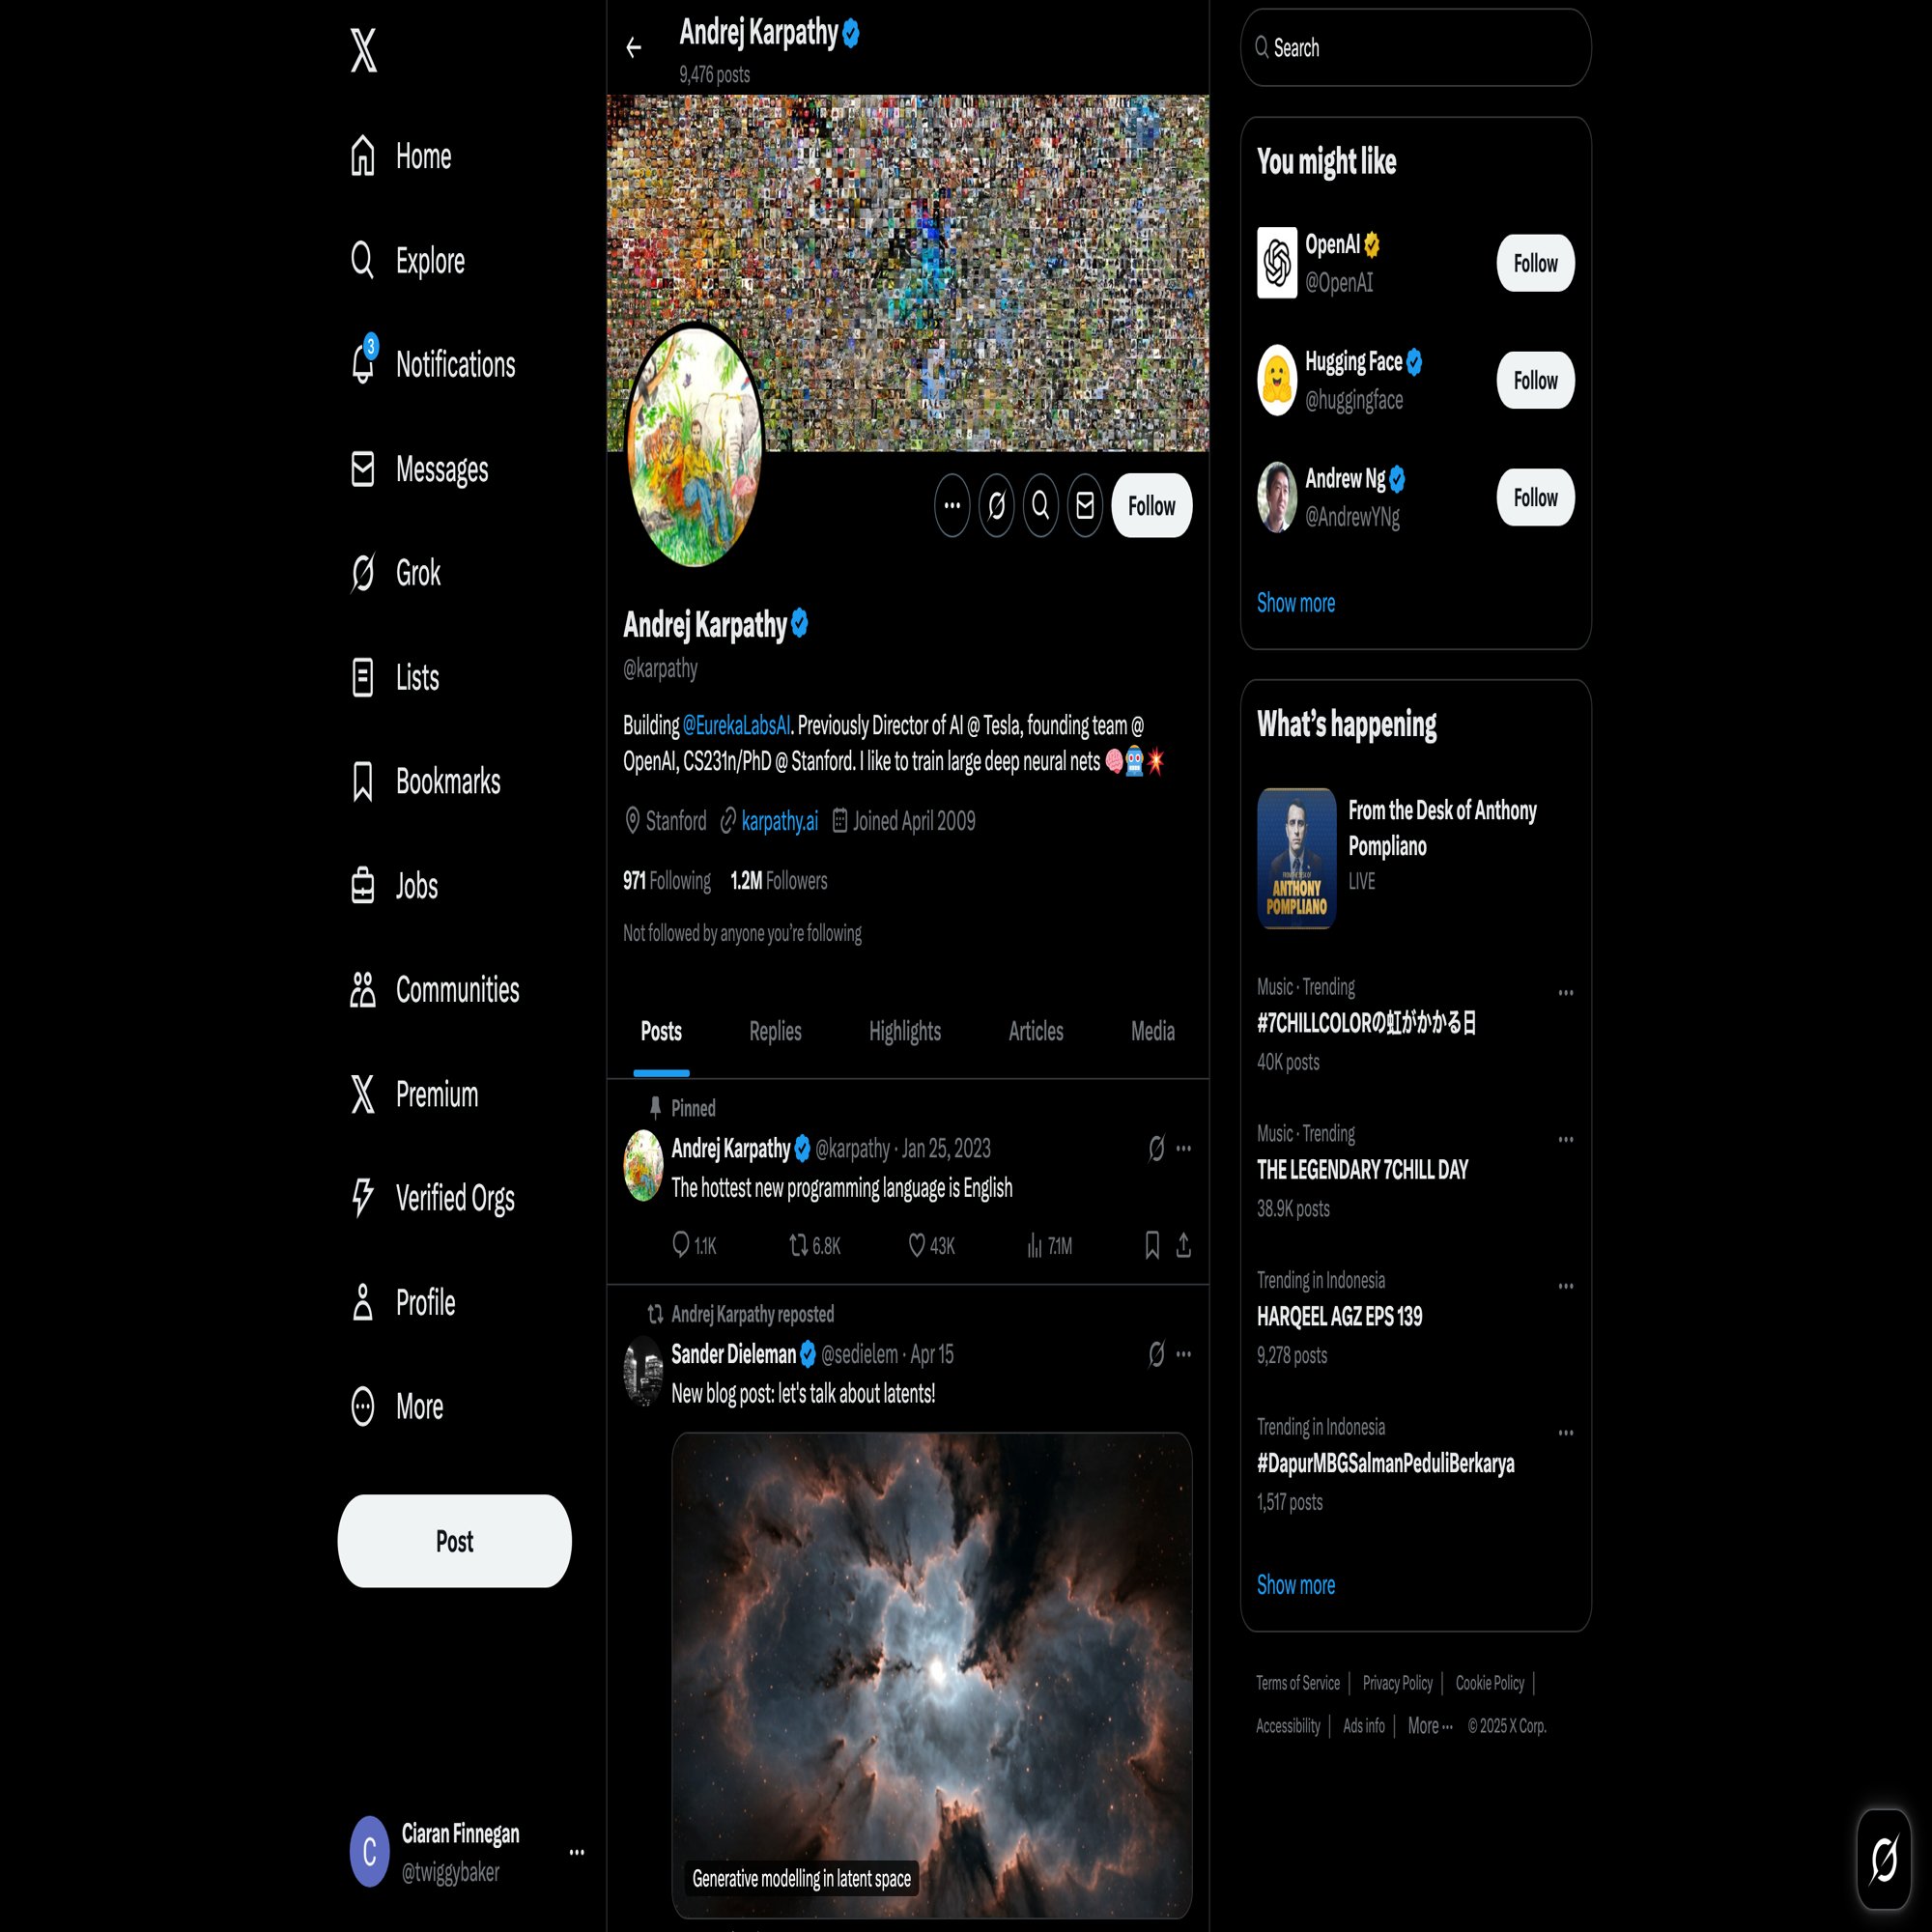 Home
Explore
3
Notifications
Messages
Grok
Lists
Bookmarks
Jobs
Communities
Premium
Verified Orgs
Profile
More
Post
C
Ciaran Finnegan
@twiggybaker
Andrej Karpathy
9,476 posts
Follow
Andrej Karpathy
@karpathy
Building @EurekaLabsAI. Previously Director of AI @ Tesla, founding team @
OpenAI, CS231n/PhD @ Stanford. I like to train large deep neural nets 🧠🤖💥
Stanford karpathy.ai Joined April 2009
971 Following 1.2M Followers
Not followed by anyone you're following
Posts Replies Highlights Articles Media
Pinned
Andrej Karpathy @karpathy · Jan 25, 2023
The hottest new programming language is English
1.1K 6.8K 43K 7.1M
Andrej Karpathy reposted
Sander Dieleman @sedielem · Apr 15
New blog post: let's talk about latents!
Generative modelling in latent space
Search
You might like
OpenAI
@OpenAI
Follow
Hugging Face
@huggingface
Follow
Andrew Ng
@AndrewYNg
Follow
Show more
What's happening
FROM THE DESK OF
ANTHONY
POMPLIANO
From the Desk of Anthony
Pompliano
LIVE
Music · Trending
#7CHILLCOLORの虹がかかる日
40K posts
Music · Trending
THE LEGENDARY 7CHILL DAY
38.9K posts
Trending in Indonesia
HARQEEL AGZ EPS 139
9,278 posts
Trending in Indonesia
#DapurMBGSalmanPeduliBerkarya
1,517 posts
Show more
Terms of Service | Privacy Policy | Cookie Policy |
Accessibility | Ads info | More ··· © 2025 X Corp.